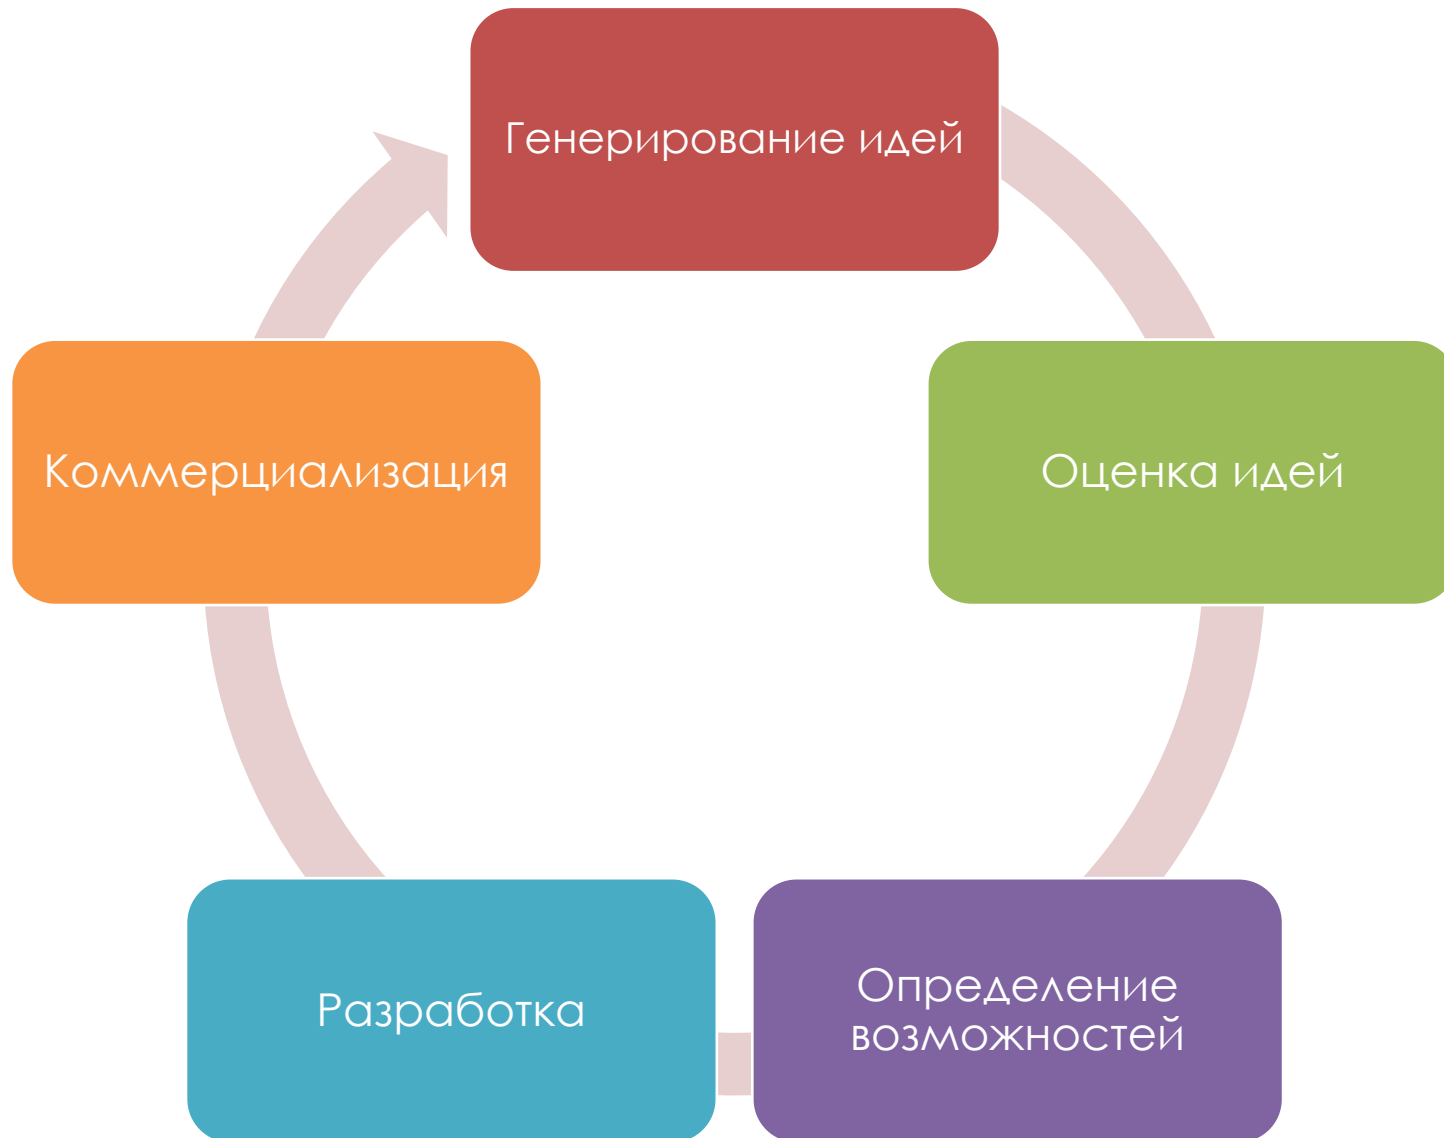 Генерирование идей
Оценка идей
Определение
возможностей
Разработка
Коммерциализация